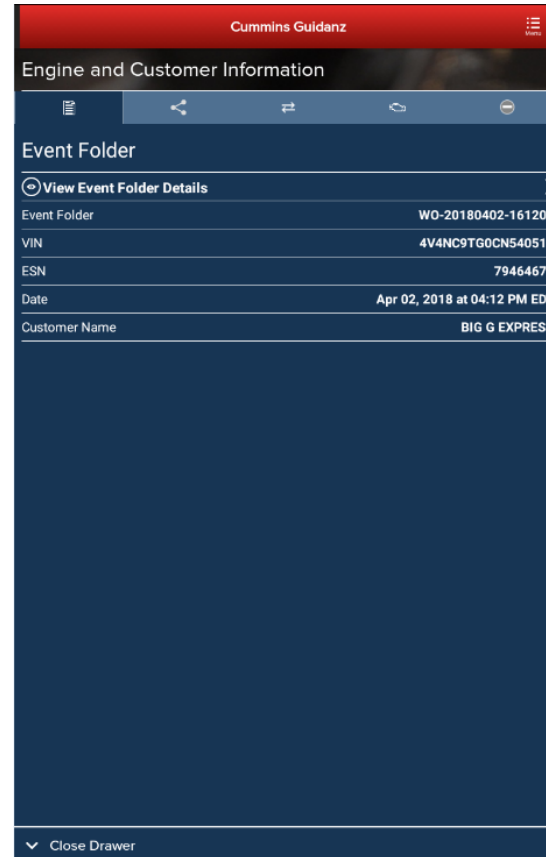 Cummins Guidanz
Menu
Engine and Customer Information
Event Folder
View Event Folder Details
Event Folder WO-20180402-16120
VIN 4V4NC9TG0CN54051
ESN 7946467
Date Apr 02, 2018 at 04:12 PM ED
Customer Name BIG G EXPRES
Close Drawer